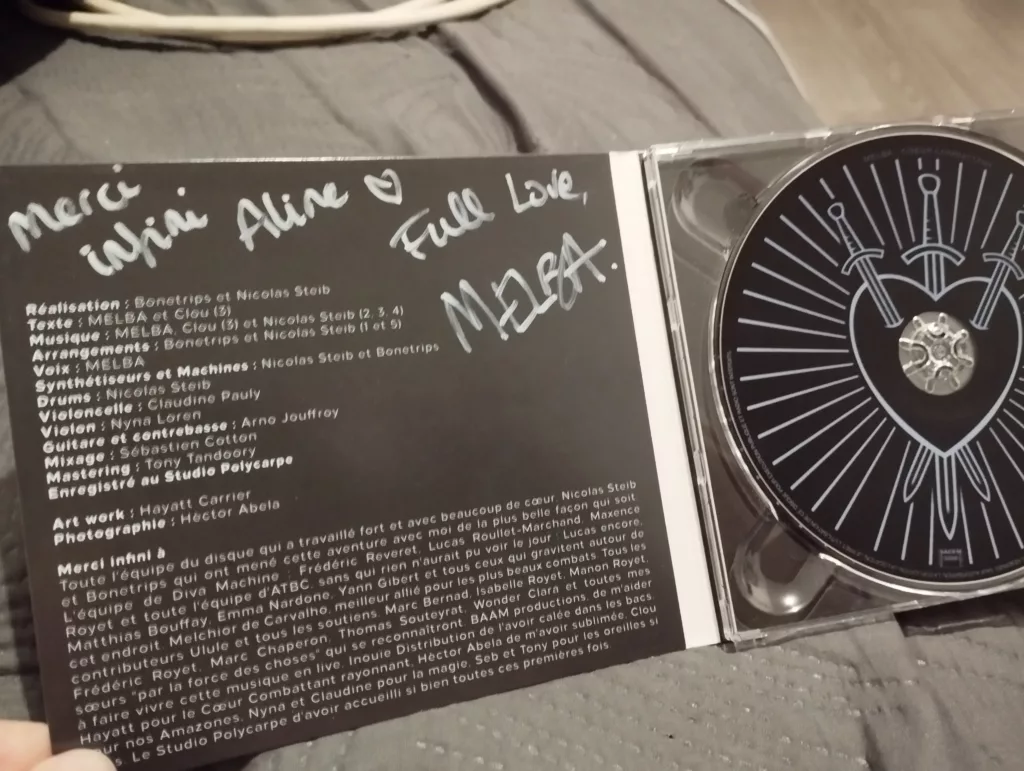 Merci
infini Aline ♡
Full Love,
MELBA.
Réalisation : Bonetrips et Nicolas Steib
Texte : MELBA et Clou (3)
Musique : MELBA, Clou (3) et Nicolas Steib (2, 3, 4)
Arrangements : Bonetrips et Nicolas Steib (1 et 5)
Voix : MELBA
Synthétiseurs et Machines : Nicolas Steib et Bonetrips
Drums : Nicolas Steib
Violoncelle : Claudine Pauly
Violon : Nyna Loren
Guitare et contrebasse : Arno Jouffroy
Mixage : Sébastien Cotton
Mastering : Tony Tandoory
Enregistré au Studio Polycarpe
Art work : Hayatt Carrier
Photographie : Héctor Abela
Merci Infini à
Toute l'équipe du disque qui a travaillé fort et avec beaucoup de cœur. Nicolas Steib
et Bonetrips qui ont mené cette aventure avec moi de la plus belle façon qui soit
L'équipe de Diva Machine : Frédéric Reveret, Lucas Roullet-Marchand, Maxence
Royet et toute l'équipe d'ATBC, sans qui rien n'aurait pu voir le jour. Lucas encore,
Matthias Bouffay, Emma Nardone, Yann Gibert et tous ceux qui gravitent autour de
cet endroit. Melchior de Carvalho, meilleur allié pour les plus beaux combats. Tous les
contributeurs Ulule et tous les soutiens. Marc Bernad, Isabelle Royet, Manon Royet,
Frédéric Royet, Marc Chaperon, Thomas Souteyrat, Wonder Clara et toutes mes
sœurs "par la force des choses" qui se reconnaîtront. BAAM productions, de m'aider
à faire vivre cette musique en live. Inouïe Distribution de l'avoir calée dans les bacs.
Hayatt pour le Cœur Combattant rayonnant, Héctor Abela de m'avoir sublimée. Clou
pour nos Amazones, Nyna et Claudine pour la magie. Seb et Tony pour les oreilles si
Le Studio Polycarpe d'avoir accueilli si bien toutes ces premières fois.